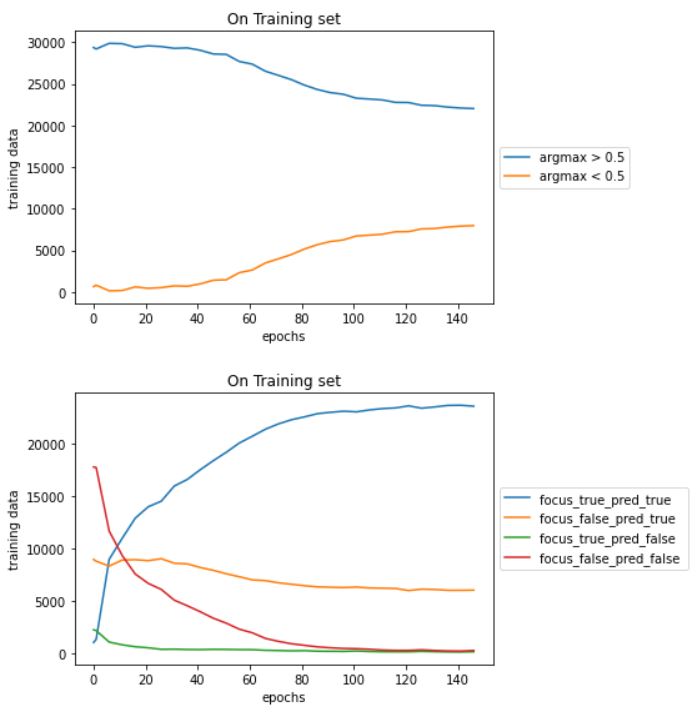 On Training set
30000
25000
20000
15000
10000
5000
0
training data
argmax > 0.5
argmax < 0.5
0 20 40 60 80 100 120 140
epochs
On Training set
20000
15000
10000
5000
0
training data
focus_true_pred_true
focus_false_pred_true
focus_true_pred_false
focus_false_pred_false
0 20 40 60 80 100 120 140
epochs